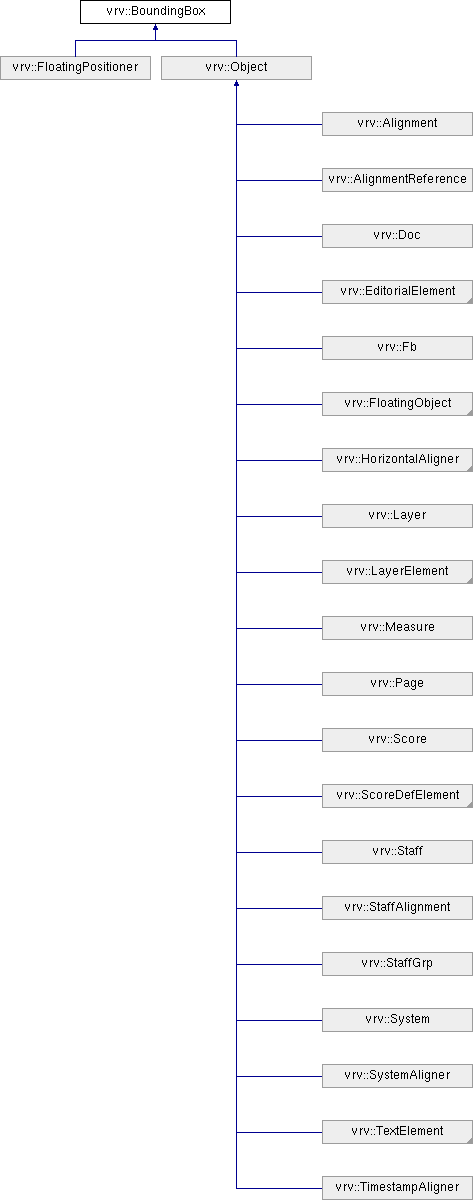 vrv::BoundingBox
vrv::FloatingPositioner
vrv::Object
vrv::Alignment
vrv::AlignmentReference
vrv::Doc
vrv::EditorialElement
vrv::Fb
vrv::FloatingObject
vrv::HorizontalAligner
vrv::Layer
vrv::LayerElement
vrv::Measure
vrv::Page
vrv::Score
vrv::ScoreDefElement
vrv::Staff
vrv::StaffAlignment
vrv::StaffGrp
vrv::System
vrv::SystemAligner
vrv::TextElement
vrv::TimestampAligner